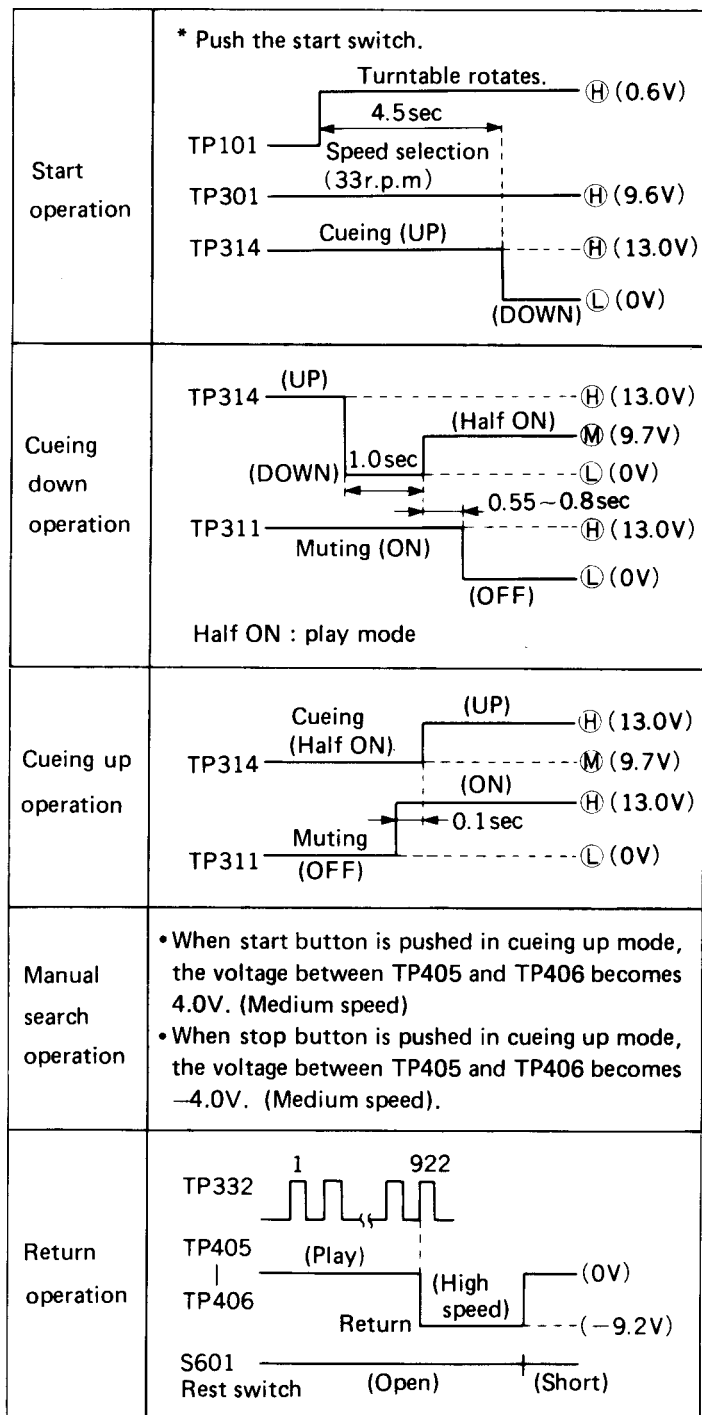 Start
operation
* Push the start switch.
Turntable rotates.
Ⓗ (0.6V)
4.5sec
TP101
Speed selection
(33r.p.m)
TP301
Ⓗ (9.6V)
TP314
Cueing (UP)
Ⓗ (13.0V)
(DOWN)
Ⓛ (0V)
Cueing
down
operation
(UP)
TP314
Ⓗ (13.0V)
(Half ON)
Ⓜ (9.7V)
(DOWN)
1.0sec
Ⓛ (0V)
0.55~0.8sec
TP311
Ⓗ (13.0V)
Muting (ON)
Ⓛ (0V)
(OFF)
Half ON : play mode
Cueing up
operation
(UP)
Cueing
(Half ON)
Ⓗ (13.0V)
TP314
Ⓜ (9.7V)
(ON)
Ⓗ (13.0V)
0.1sec
Muting
TP311
Ⓛ (0V)
(OFF)
Manual
search
operation
• When start button is pushed in cueing up mode,
the voltage between TP405 and TP406 becomes
4.0V. (Medium speed)
• When stop button is pushed in cueing up mode,
the voltage between TP405 and TP406 becomes
—4.0V. (Medium speed).
Return
operation
1
922
TP332
TP405
|
TP406
(Play)
(0V)
(High
speed)
Return
(−9.2V)
S601
Rest switch
(Open)
(Short)